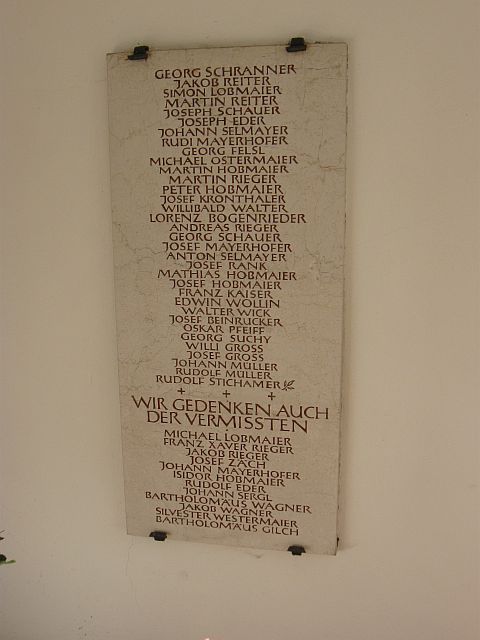 GEORG SCHRANNER
JAKOB REITER
SIMON LOBMAIER
MARTIN REITER
JOSEPH SCHAUER
JOSEPH EDER
JOHANN SELMAYER
RUDI MAYERHOFER
GEORG FELSL
MICHAEL OSTERMAIER
MARTIN HOBMAIER
MARTIN RIEGER
PETER HOBMAIER
JOSEF KRONTHALER
WILLIBALD WALTER
LORENZ BOGENRIEDER
ANDREAS RIEGER
GEORG SCHAUER
JOSEF MAYERHOFER
ANTON SELMAYER
JOSEF RANK
MATHIAS HOBMAIER
JOSEF HOBMAIER
FRANZ KAISER
EDWIN WOLLIN
WALTER WICK
JOSEF BEINRUCKER
OSKAR PFEIFF
GEORG SUCHY
WILLI GROSS
JOSEF GROSS
JOHANN MÜLLER
RUDOLF MÜLLER
RUDOLF STICHAMER
WIR GEDENKEN AUCH
DER VERMISSTEN
MICHAEL LOBMAIER
FRANZ XAVER RIEGER
JAKOB RIEGER
JOSEF ZACH
JOHANN MAYERHOFER
ISIDOR HOBMAIER
RUDOLF EDER
JOHANN SERGL
BARTHOLOMÄUS WAGNER
JAKOB WAGNER
SILVESTER WESTERMAIER
BARTHOLOMÄUS GILCH